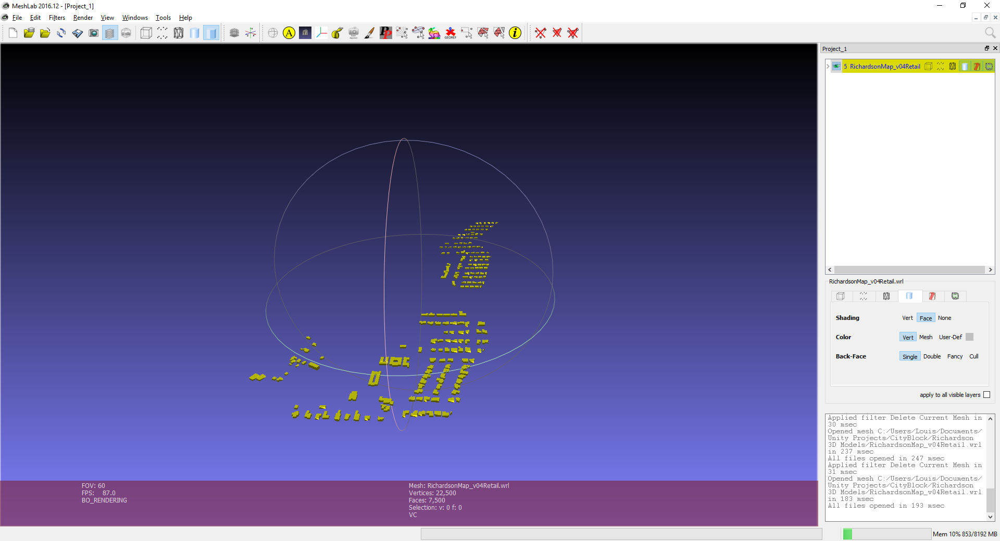 MeshLab 2016.12 - [Project_1]
File Edit Filters Render View Windows Tools Help
A
PP
GEOREF
i
Project_1
5 RichardsonMap_v04Retail
RichardsonMap_v04Retail.wrl
Shading Vert Face None
Color Vert Mesh User-Def
Back-Face Single Double Fancy Cull
apply to all visible layers
Applied filter Delete Current Mesh in
30 msec
Opened mesh C:/Users/Louis/Documents/
Unity Projects/CityBlock/Richardson
3D Models/RichardsonMap_v04Retail.wrl
in 237 msec
All files opened in 247 msec
Applied filter Delete Current Mesh in
31 msec
Opened mesh C:/Users/Louis/Documents/
Unity Projects/CityBlock/Richardson
3D Models/RichardsonMap_v04Retail.wrl
in 183 msec
All files opened in 193 msec
FOV: 60
FPS: 87.0
BO_RENDERING
Mesh: RichardsonMap_v04Retail.wrl
Vertices: 22,500
Faces: 7,500
Selection: v: 0 f: 0
VC
Mem 10% 853/8192 MB